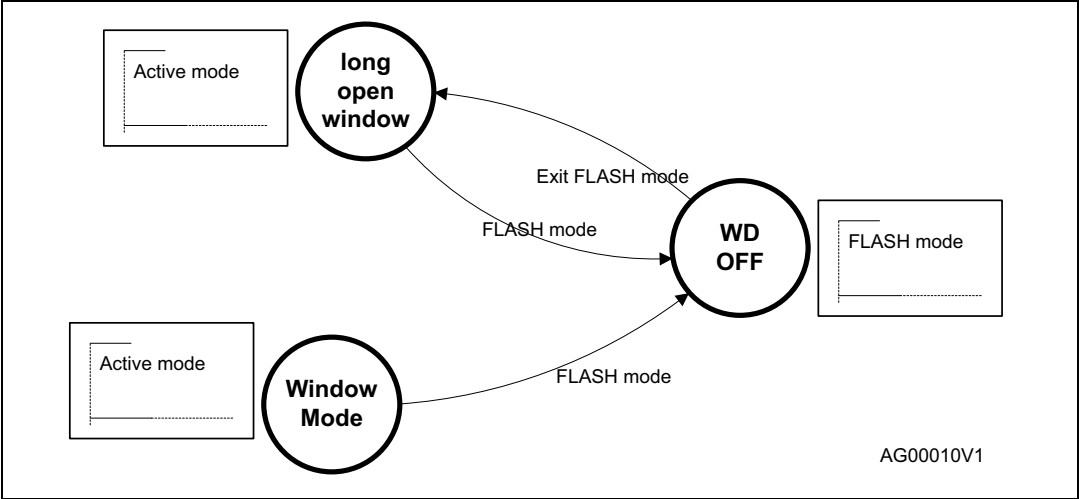 Active mode
long
open
window
Exit FLASH mode
FLASH mode
WD
OFF
FLASH mode
Active mode
Window
Mode
FLASH mode
AG00010V1